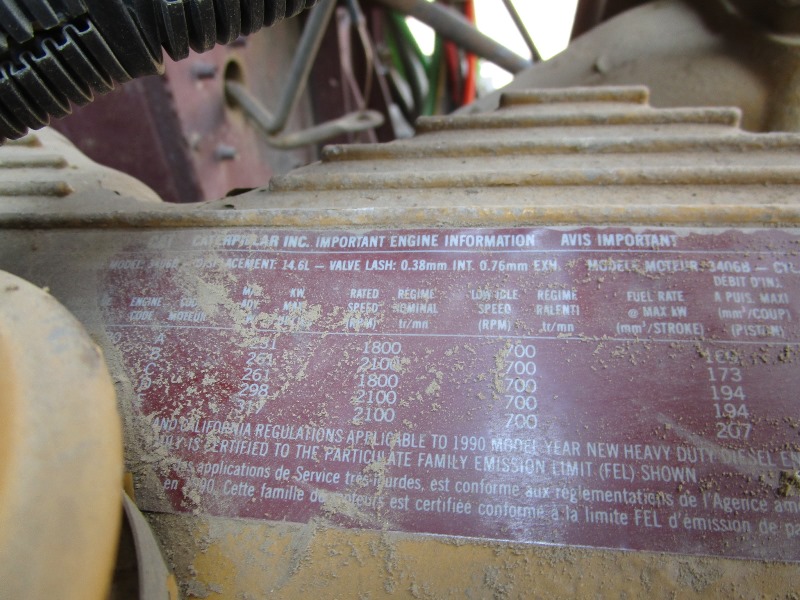 CAT CATERPILLAR INC. IMPORTANT ENGINE INFORMATION AVIS IMPORTANT
DISPLACEMENT: 14.6L – VALVE LASH: 0.38mm INT. 0.76mm EXH. MODELE MOTEUR: 3406B – CYL
ENGINE CODE. KW. RATED SPEED (RPM) REGIME NOMINAL tr/mn LOW IDLE SPEED (RPM) REGIME RALENTI tr/mn FUEL RATE @ MAX kW (mm³/STROKE) DEBIT D'INJ. A PUIS. MAXI (mm³/COUP) (PISTON)
A 1800 700
B 261 2100 700 173
C 261 1800 700 194
298 2100 700 194
2100 700 207
AND CALIFORNIA REGULATIONS APPLICABLE TO 1990 MODEL YEAR NEW HEAVY DUTY DIESEL EN
IS CERTIFIED TO THE PARTICULATE FAMILY EMISSION LIMIT (FEL) SHOWN
des applications de Service très lourdes, est conforme aux réglementations de l'Agence am
en 1990. Cette famille de moteurs est certifiée conforme à la limite FEL d'émission de pa